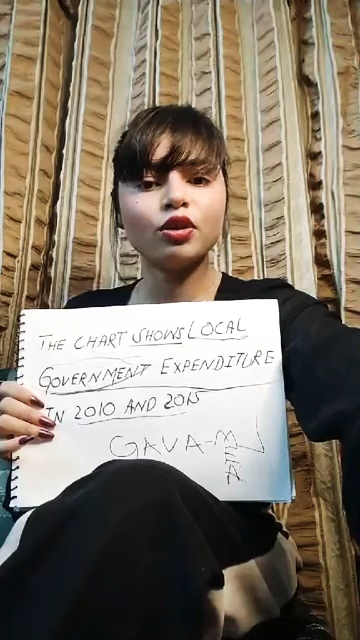 THE CHART SHOWS LOCAL
GOVERNMENT EXPENDITURE
IN 2010 AND 2015
GAVA-